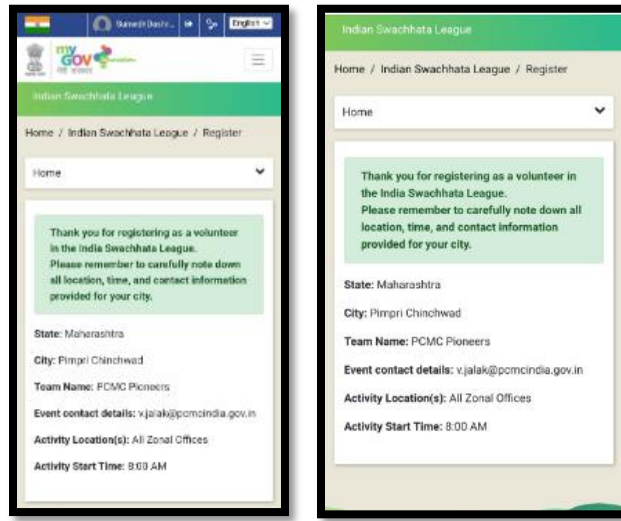 English
my
GOV
मेरी सरकार
Indian Swachhata League
Home / Indian Swachhata League / Register
Home
Thank you for registering as a volunteer
in the India Swachhata League.
Please remember to carefully note down
all location, time, and contact information
provided for your city.
State: Maharashtra
City: Pimpri Chinchwad
Team Name: PCMC Pioneers
Event contact details: v.jalak@pcmcindia.gov.in
Activity Location(s): All Zonal Offices
Activity Start Time: 8:00 AM
Indian Swachhata League
Home / Indian Swachhata League / Register
Home
Thank you for registering as a volunteer in
the India Swachhata League.
Please remember to carefully note down all
location, time, and contact information
provided for your city.
State: Maharashtra
City: Pimpri Chinchwad
Team Name: PCMC Pioneers
Event contact details: v.jalak@pcmcindia.gov.in
Activity Location(s): All Zonal Offices
Activity Start Time: 8:00 AM